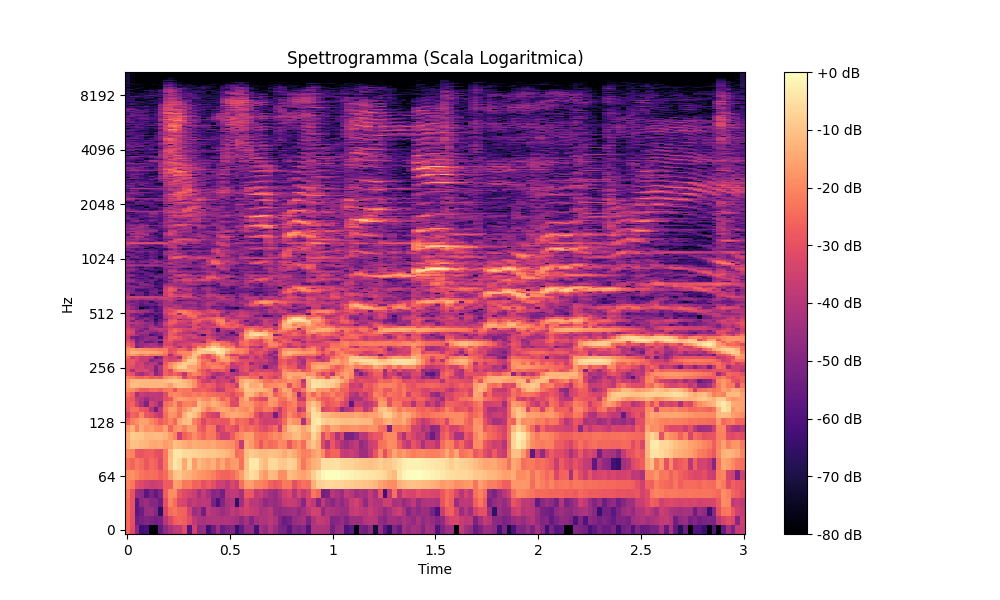 Spettrogramma (Scala Logaritmica)
Hz
8192
4096
2048
1024
512
256
128
64
0
0 0.5 1 1.5 2 2.5 3
Time
+0 dB
-10 dB
-20 dB
-30 dB
-40 dB
-50 dB
-60 dB
-70 dB
-80 dB